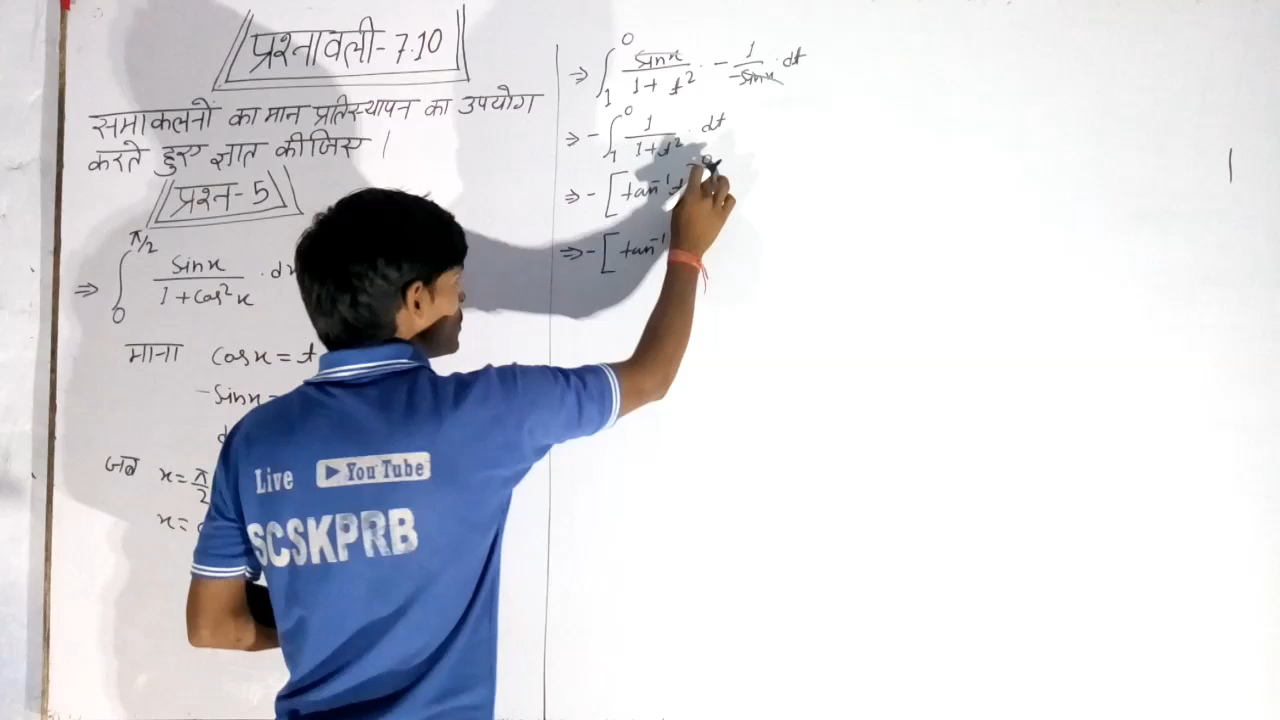 प्रश्नावली-7.10
समाकलनों का मान प्रतिस्थापन का उपयोग
करते हुए ज्ञात कीजिए।
प्रश्न-5
⇒ ∫₀^π/2 sinx / 1+cos²x · dx
माना cosx = t
-sinx =
जब x = π/2
x =
⇒ ∫₁⁰ sinx / 1+t² · - 1 / -sinx · dt
⇒ - ∫₁⁰ 1 / 1+t² · dt
⇒ - [tan⁻¹t
⇒ - [tan⁻¹
Live YouTube
SCSKPRB